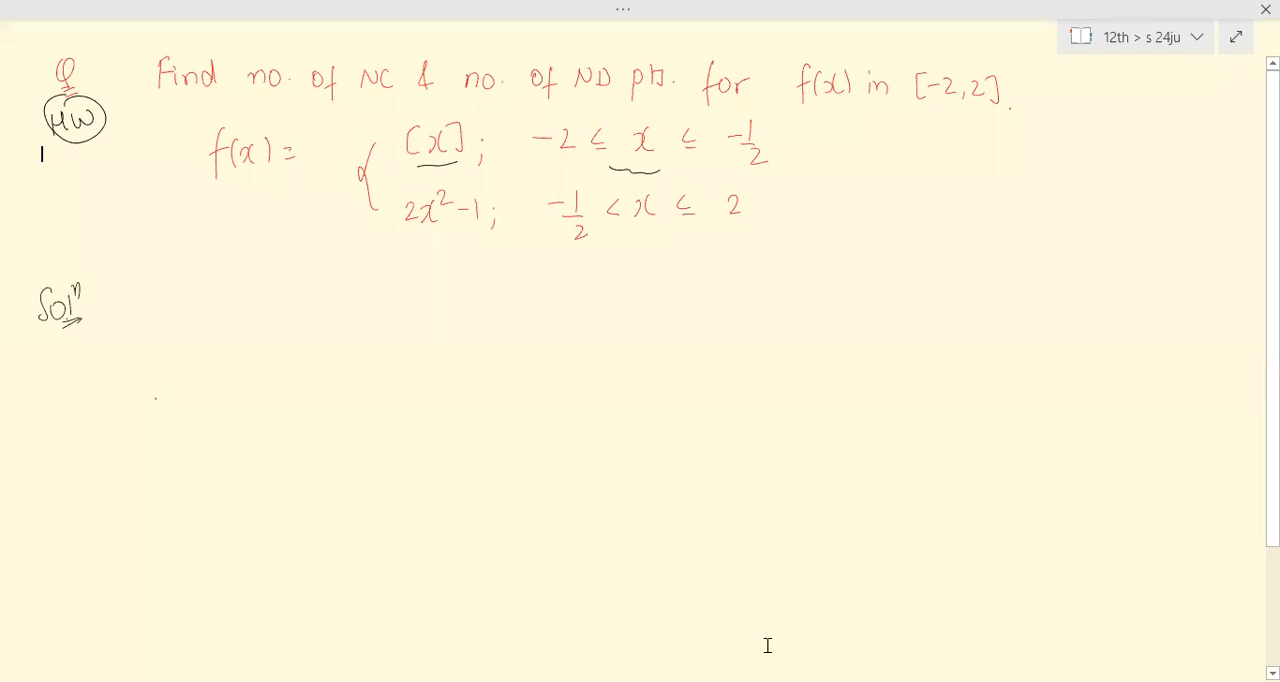 12th > s 24ju
Q Find no. of NC & no. of ND pts. for f(x) in [-2,2].
HW
f(x) = { [x]; -2 ≤ x ≤ -1/2
2x²-1; -1/2 < x ≤ 2
Solⁿ